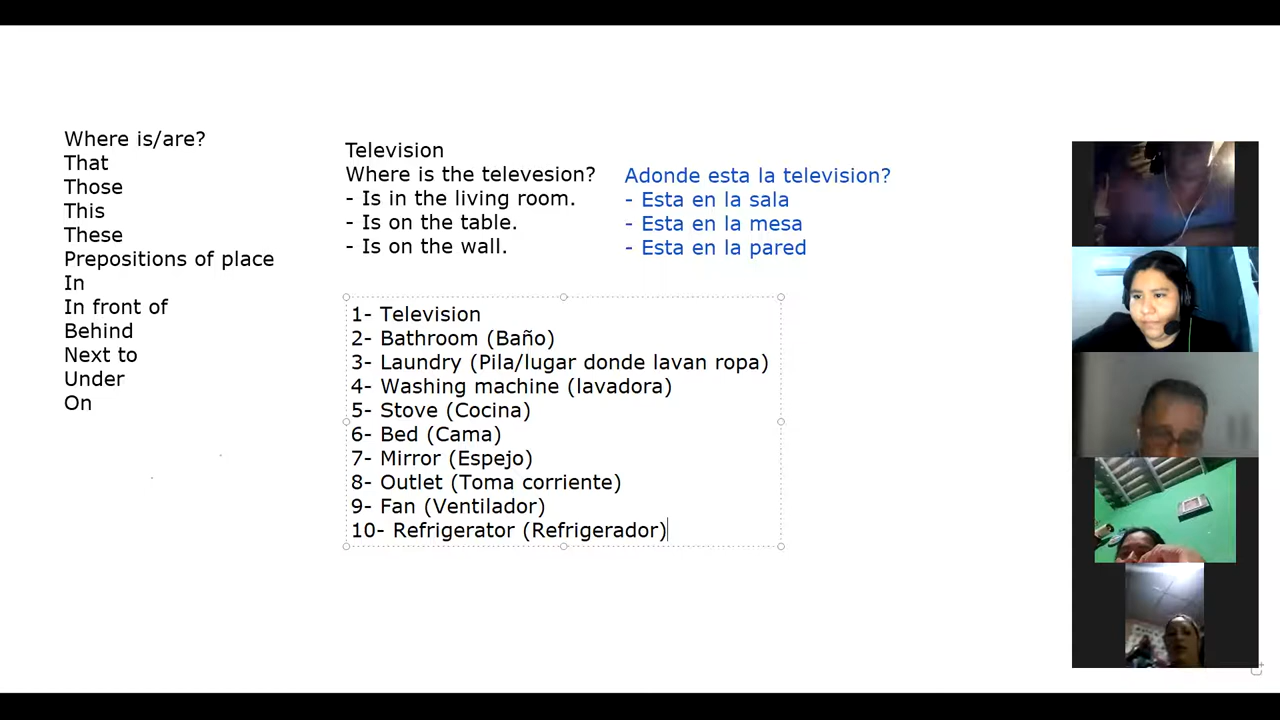 Where is/are?
That
Those
This
These
Prepositions of place
In
In front of
Behind
Next to
Under
On
Television
Where is the televesion?
- Is in the living room.
- Is on the table.
- Is on the wall.
Adonde esta la television?
- Esta en la sala
- Esta en la mesa
- Esta en la pared
1- Television
2- Bathroom (Baño)
3- Laundry (Pila/lugar donde lavan ropa)
4- Washing machine (lavadora)
5- Stove (Cocina)
6- Bed (Cama)
7- Mirror (Espejo)
8- Outlet (Toma corriente)
9- Fan (Ventilador)
10- Refrigerator (Refrigerador)